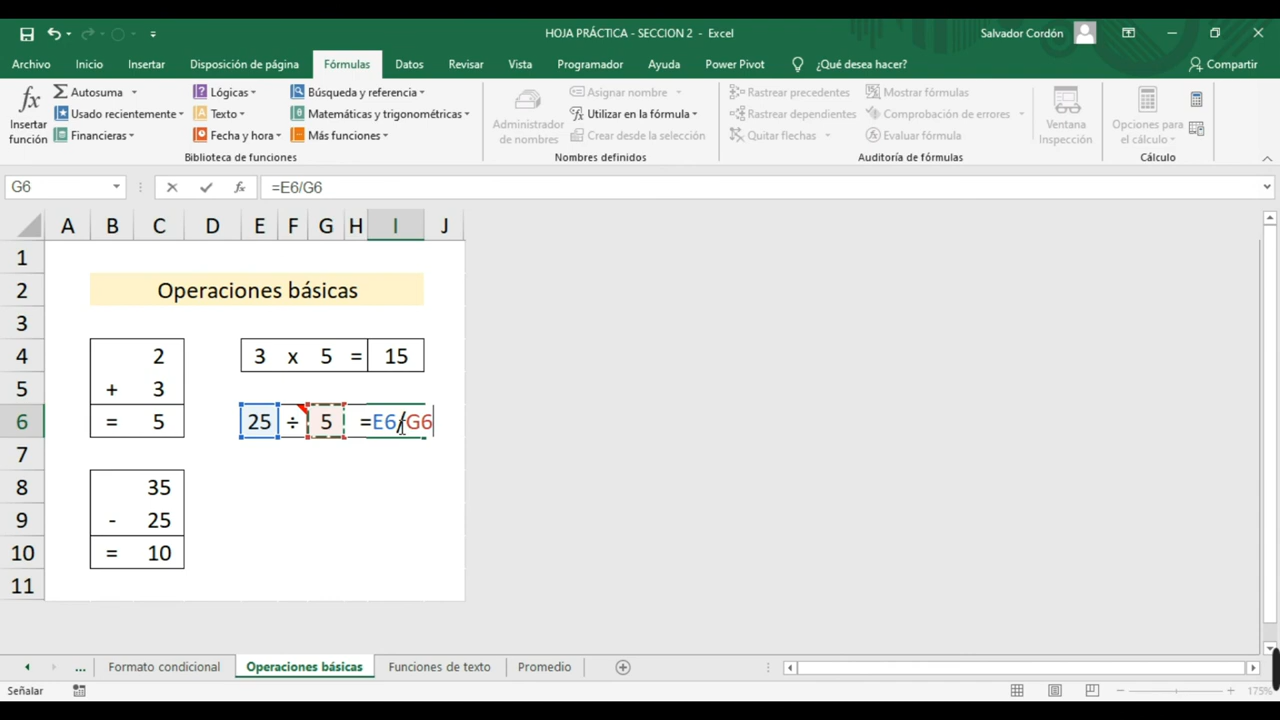 HOJA PRÁCTICA - SECCION 2 - Excel
Salvador Cordón
Archivo Inicio Insertar Disposición de página Fórmulas Datos Revisar Vista Programador Ayuda Power Pivot ¿Qué desea hacer? Compartir
Insertar función
Autosuma
Usado recientemente
Financieras
Lógicas
Texto
Fecha y hora
Búsqueda y referencia
Matemáticas y trigonométricas
Más funciones
Biblioteca de funciones
Administrador de nombres
Asignar nombre
Utilizar en la fórmula
Crear desde la selección
Nombres definidos
Rastrear precedentes
Rastrear dependientes
Quitar flechas
Mostrar fórmulas
Comprobación de errores
Evaluar fórmula
Auditoría de fórmulas
Ventana Inspección
Opciones para el cálculo
Cálculo
G6 fx =E6/G6
A B C D E F G H I J
1
2 Operaciones básicas
3
4 2 3 x 5 = 15
5 + 3
6 = 5 25 ÷ 5 =E6/G6
7
8 35
9 - 25
10 = 10
11
... Formato condicional Operaciones básicas Funciones de texto Promedio
Señalar 175%